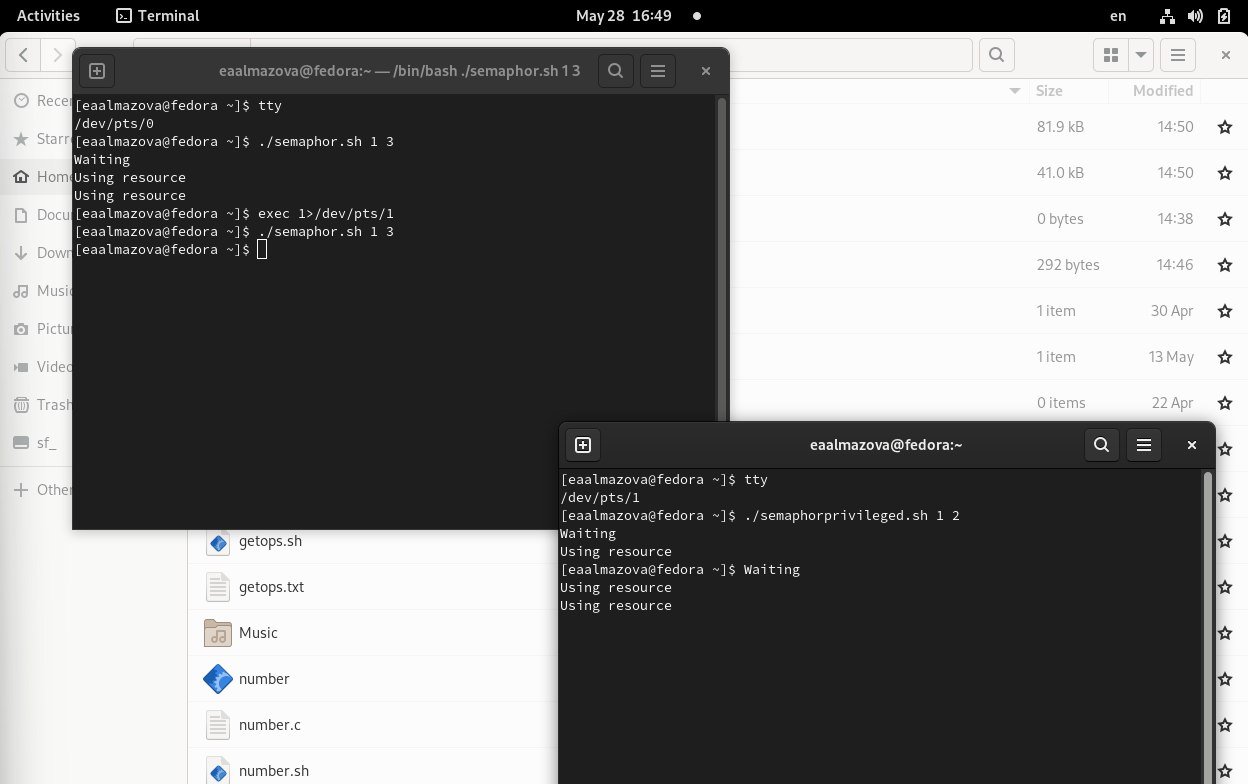 Activities
Terminal
May 28 16:49
en
eaalmazova@fedora:~ — /bin/bash ./semaphor.sh 1 3
[eaalmazova@fedora ~]$ tty
/dev/pts/0
[eaalmazova@fedora ~]$ ./semaphor.sh 1 3
Waiting
Using resource
Using resource
[eaalmazova@fedora ~]$ exec 1>/dev/pts/1
[eaalmazova@fedora ~]$ ./semaphor.sh 1 3
[eaalmazova@fedora ~]$
Size Modified
81.9 kB 14:50
41.0 kB 14:50
0 bytes 14:38
292 bytes 14:46
1 item 30 Apr
1 item 13 May
0 items 22 Apr
Rece
Starr
Home
Docu
Down
Music
Pictu
Video
Trash
sf_
Other
eaalmazova@fedora:~
[eaalmazova@fedora ~]$ tty
/dev/pts/1
[eaalmazova@fedora ~]$ ./semaphorprivileged.sh 1 2
Waiting
Using resource
[eaalmazova@fedora ~]$ Waiting
Using resource
Using resource
getops.sh
getops.txt
Music
number
number.c
number.sh